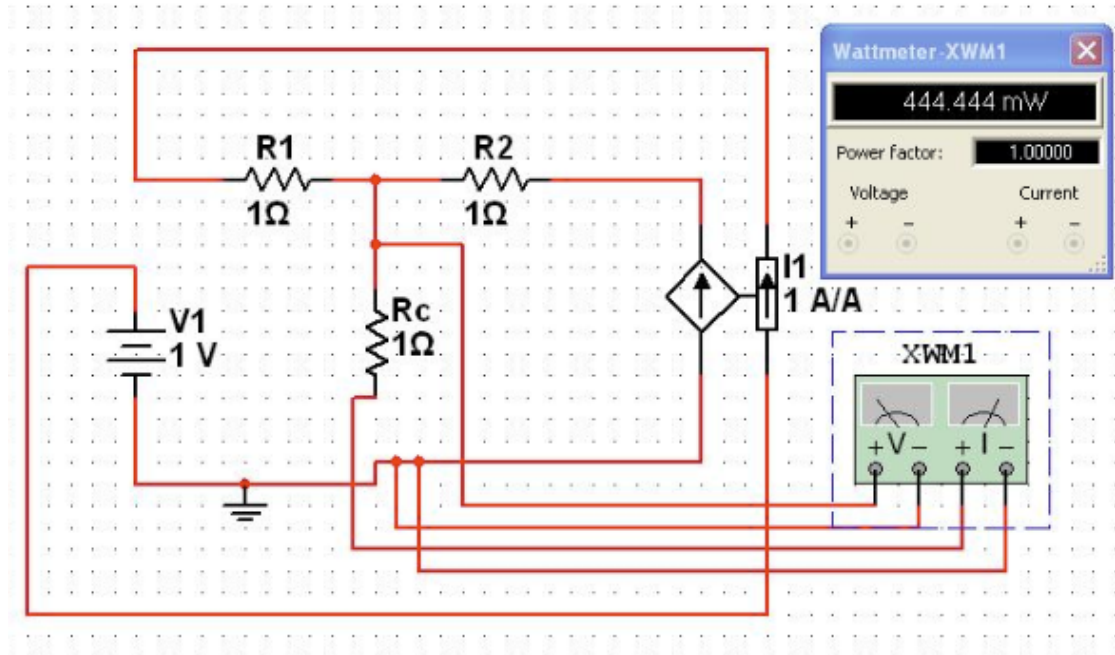 Wattmeter-XWM1
444.444 mW
Power factor:
1.00000
Voltage
Current
+
-
+
-
R1
1Ω
R2
1Ω
I1
1 A/A
V1
1 V
Rc
1Ω
XWM1
+ V - + I -